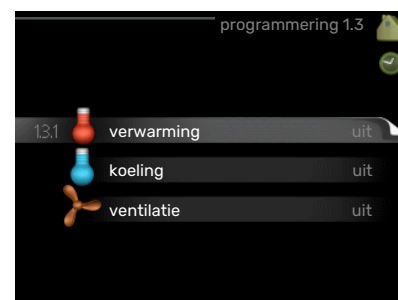 programmering 1.3
1.3.1 verwarming uit
koeling uit
ventilatie uit